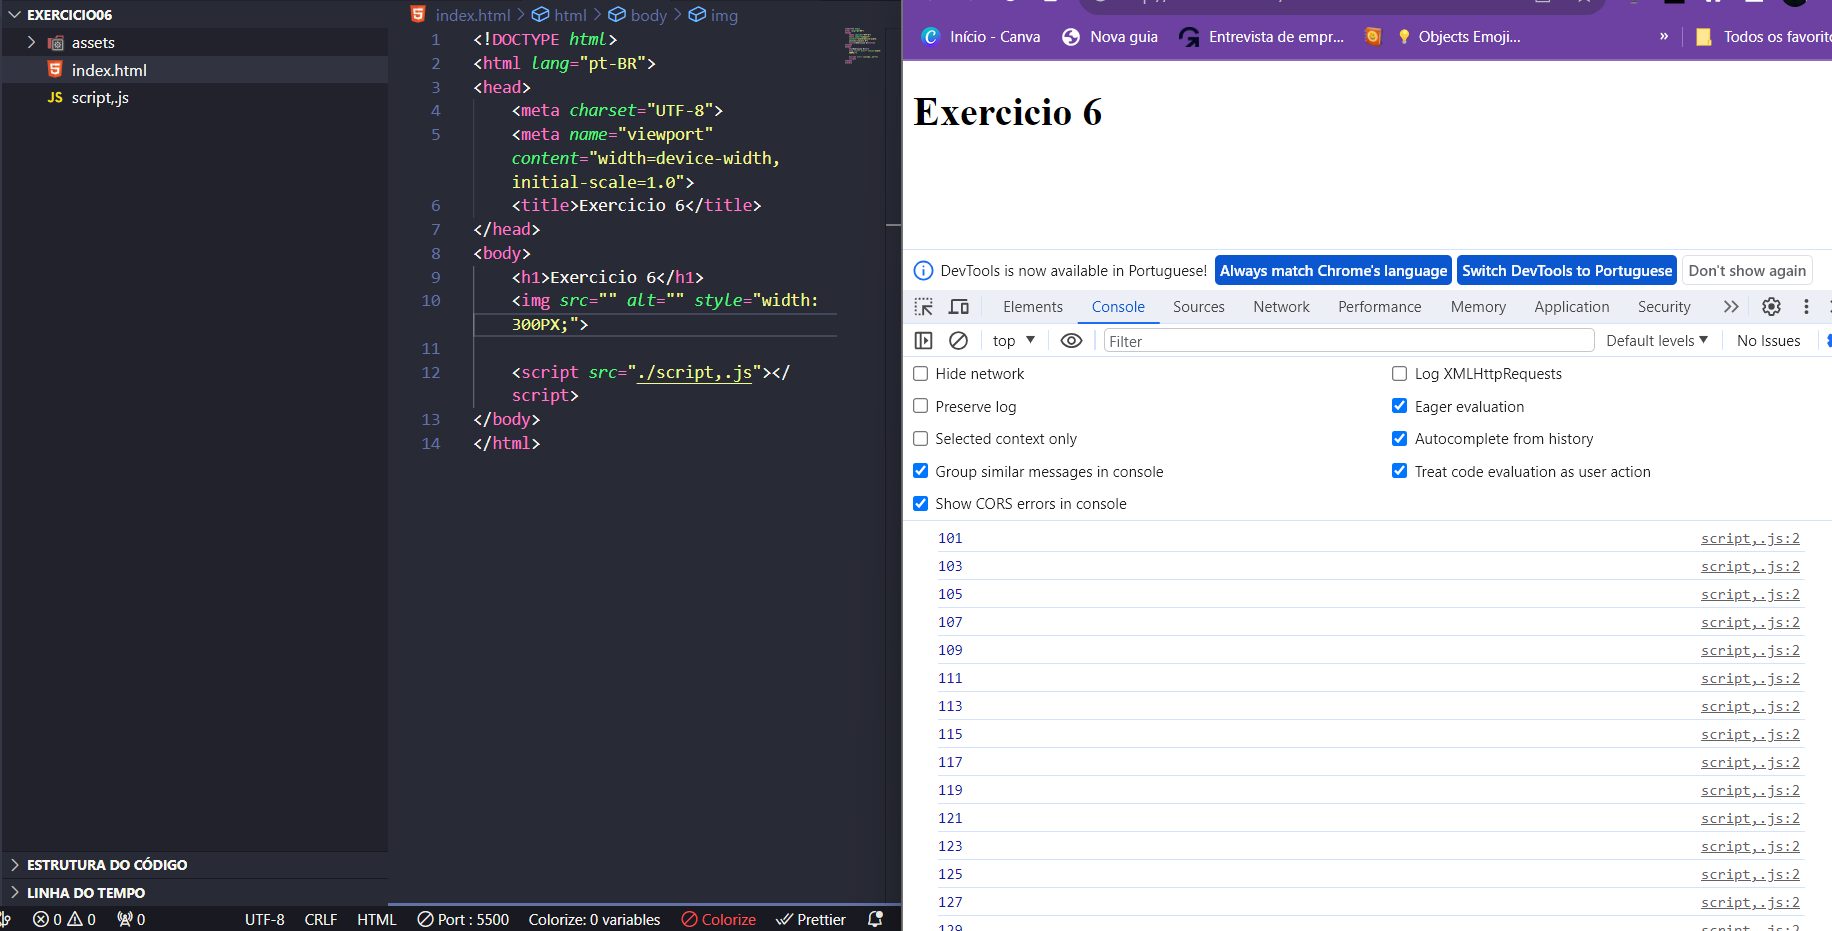 EXERCICIO06
assets
index.html
JS script,.js
ESTRUTURA DO CÓDIGO
LINHA DO TEMPO
index.html > html > body > img
1 <!DOCTYPE html>
2 <html lang="pt-BR">
3 <head>
4 <meta charset="UTF-8">
5 <meta name="viewport"
content="width=device-width,
initial-scale=1.0">
6 <title>Exercicio 6</title>
7 </head>
8 <body>
9 <h1>Exercicio 6</h1>
10 <img src="" alt="" style="width:
300PX;">
11
12 <script src="./script,.js"></
script>
13 </body>
14 </html>
0 0 0 UTF-8 CRLF HTML Port : 5500 Colorize: 0 variables Colorize Prettier
Início - Canva Nova guia Entrevista de empr... Objects Emoji... » Todos os favorito
Exercicio 6
DevTools is now available in Portuguese! Always match Chrome's language Switch DevTools to Portuguese Don't show again
Elements Console Sources Network Performance Memory Application Security
top Filter Default levels No Issues
Hide network Log XMLHttpRequests
Preserve log Eager evaluation
Selected context only Autocomplete from history
Group similar messages in console Treat code evaluation as user action
Show CORS errors in console
101 script,.js:2
103 script,.js:2
105 script,.js:2
107 script,.js:2
109 script,.js:2
111 script,.js:2
113 script,.js:2
115 script,.js:2
117 script,.js:2
119 script,.js:2
121 script,.js:2
123 script,.js:2
125 script,.js:2
127 script,.js:2
129 script,.js:2